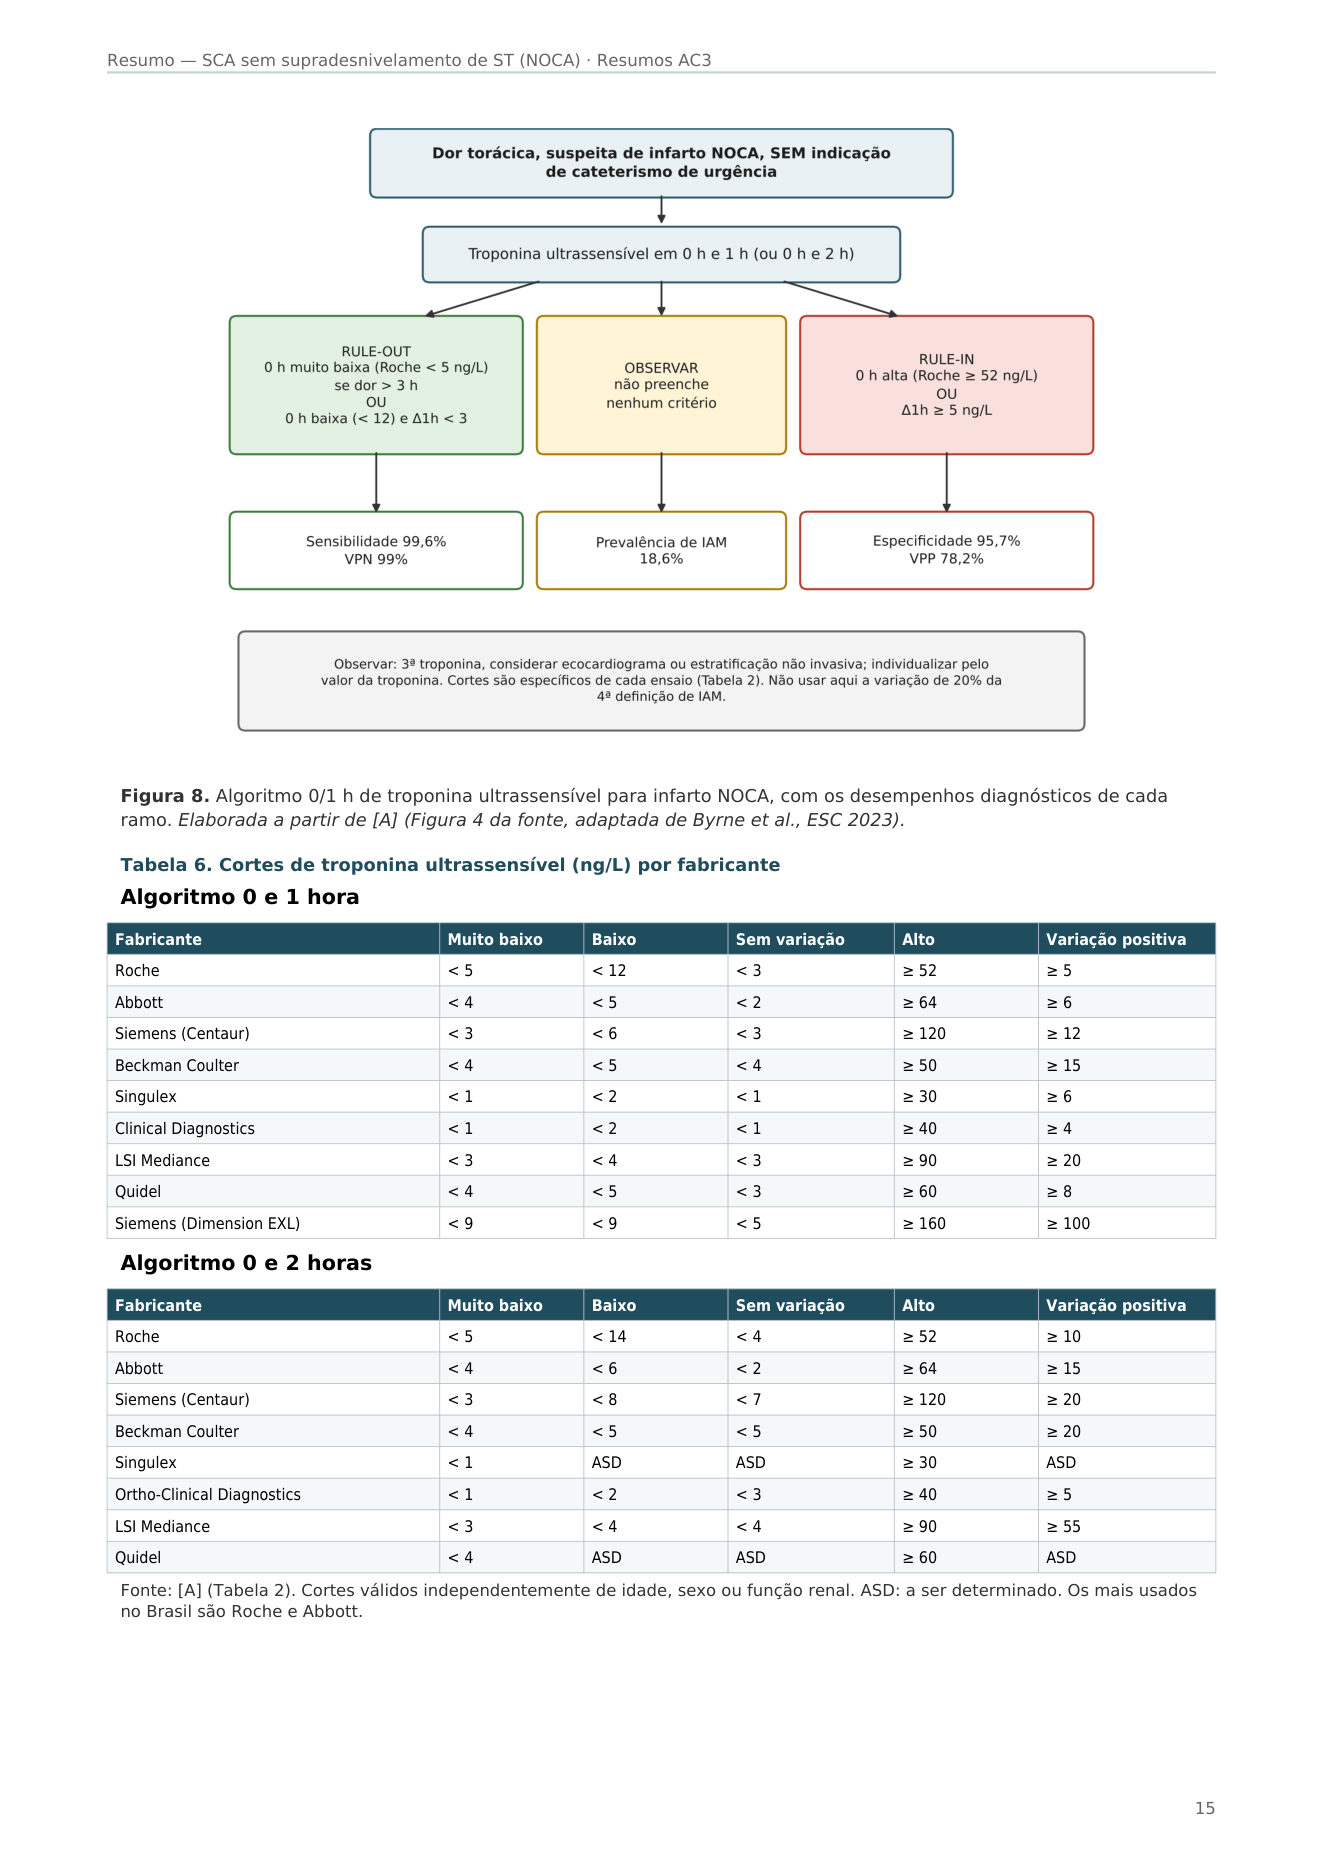 Resumo — SCA sem supradesnivelamento de ST (NOCA) · Resumos AC3
Dor torácica, suspeita de infarto NOCA, SEM indicação
de cateterismo de urgência
Troponina ultrassensível em 0 h e 1 h (ou 0 h e 2 h)
RULE-OUT
0 h muito baixa (Roche < 5 ng/L)
se dor > 3 h
OU
0 h baixa (< 12) e Δ1h < 3
OBSERVAR
não preenche
nenhum critério
RULE-IN
0 h alta (Roche ≥ 52 ng/L)
OU
Δ1h ≥ 5 ng/L
Sensibilidade 99,6%
VPN 99%
Prevalência de IAM
18,6%
Especificidade 95,7%
VPP 78,2%
Observar: 3ª troponina, considerar ecocardiograma ou estratificação não invasiva; individualizar pelo
valor da troponina. Cortes são específicos de cada ensaio (Tabela 2). Não usar aqui a variação de 20% da
4ª definição de IAM.
Figura 8. Algoritmo 0/1 h de troponina ultrassensível para infarto NOCA, com os desempenhos diagnósticos de cada
ramo. Elaborada a partir de [A] (Figura 4 da fonte, adaptada de Byrne et al., ESC 2023).
Tabela 6. Cortes de troponina ultrassensível (ng/L) por fabricante
Algoritmo 0 e 1 hora
Fabricante Muito baixo Baixo Sem variação Alto Variação positiva
Roche < 5 < 12 < 3 ≥ 52 ≥ 5
Abbott < 4 < 5 < 2 ≥ 64 ≥ 6
Siemens (Centaur) < 3 < 6 < 3 ≥ 120 ≥ 12
Beckman Coulter < 4 < 5 < 4 ≥ 50 ≥ 15
Singulex < 1 < 2 < 1 ≥ 30 ≥ 6
Clinical Diagnostics < 1 < 2 < 1 ≥ 40 ≥ 4
LSI Mediance < 3 < 4 < 3 ≥ 90 ≥ 20
Quidel < 4 < 5 < 3 ≥ 60 ≥ 8
Siemens (Dimension EXL) < 9 < 9 < 5 ≥ 160 ≥ 100
Algoritmo 0 e 2 horas
Fabricante Muito baixo Baixo Sem variação Alto Variação positiva
Roche < 5 < 14 < 4 ≥ 52 ≥ 10
Abbott < 4 < 6 < 2 ≥ 64 ≥ 15
Siemens (Centaur) < 3 < 8 < 7 ≥ 120 ≥ 20
Beckman Coulter < 4 < 5 < 5 ≥ 50 ≥ 20
Singulex < 1 ASD ASD ≥ 30 ASD
Ortho-Clinical Diagnostics < 1 < 2 < 3 ≥ 40 ≥ 5
LSI Mediance < 3 < 4 < 4 ≥ 90 ≥ 55
Quidel < 4 ASD ASD ≥ 60 ASD
Fonte: [A] (Tabela 2). Cortes válidos independentemente de idade, sexo ou função renal. ASD: a ser determinado. Os mais usados
no Brasil são Roche e Abbott.
15